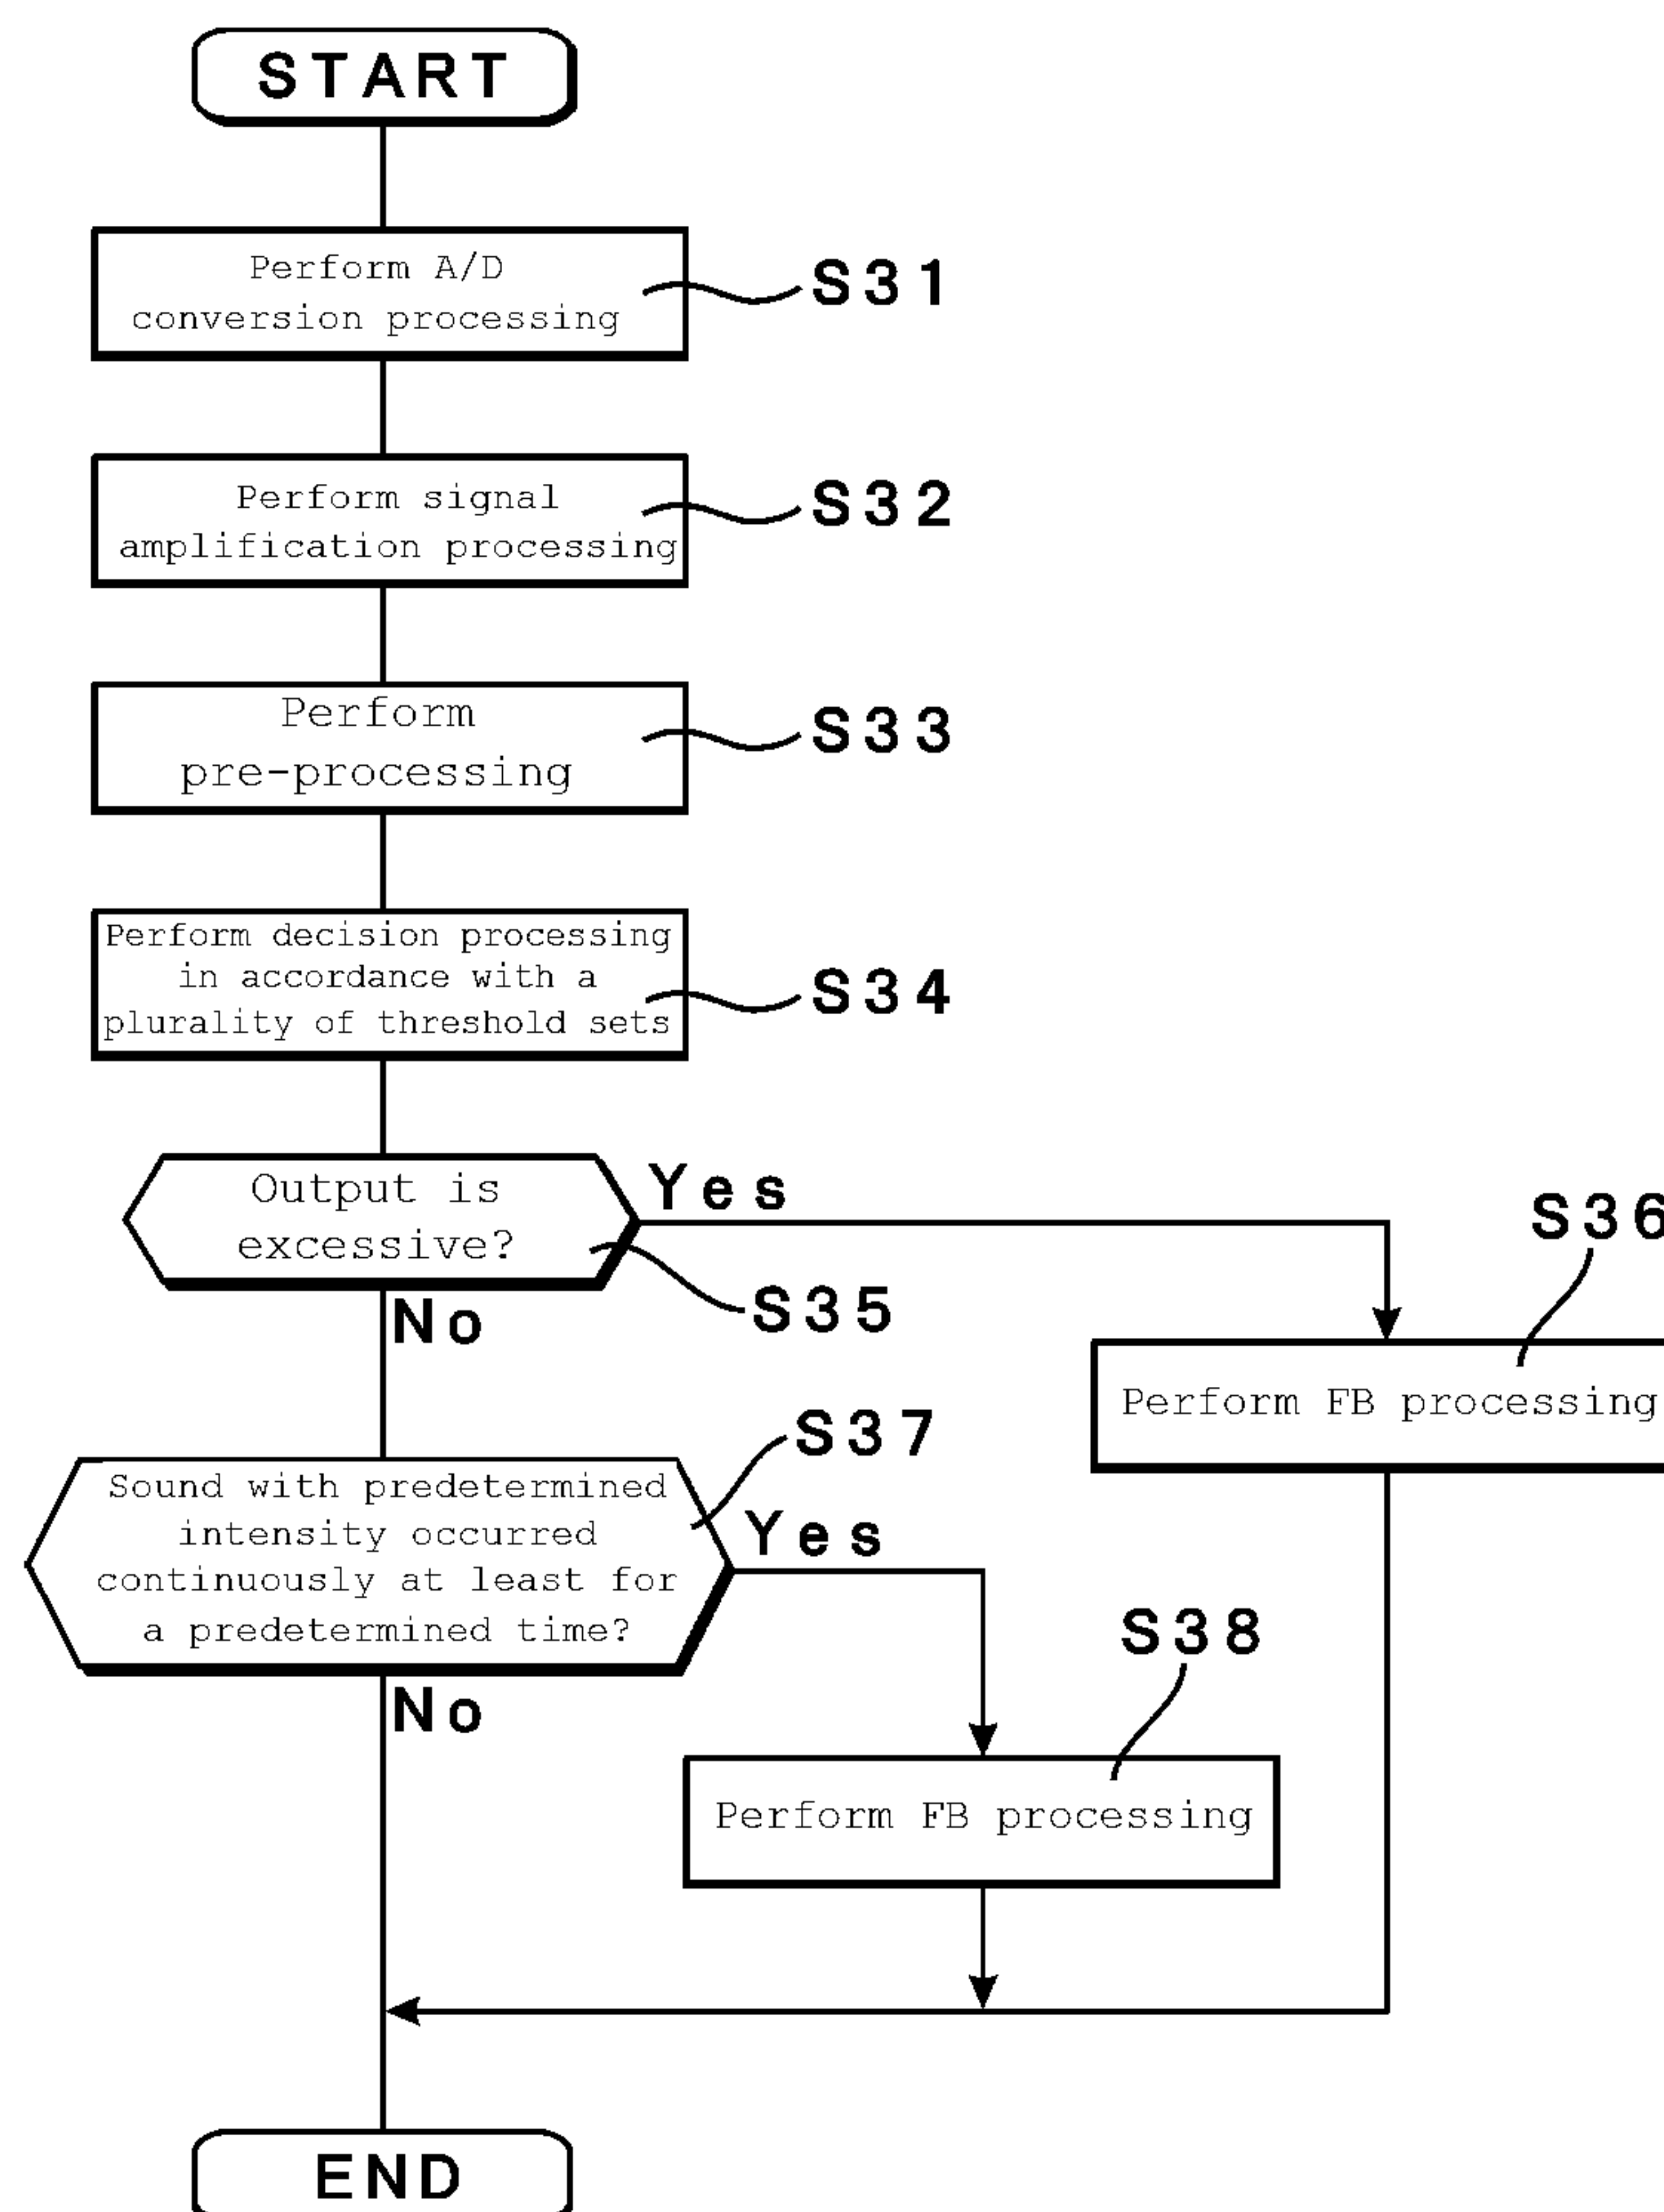 START
Perform A/D
conversion processing
S31
Perform signal
amplification processing
S32
Perform
pre-processing
S33
Perform decision processing
in accordance with a
plurality of threshold sets
S34
Output is
excessive?
Yes
S35
No
S36
Perform FB processing
Sound with predetermined
intensity occurred
continuously at least for
a predetermined time?
S37
Yes
No
S38
Perform FB processing
END